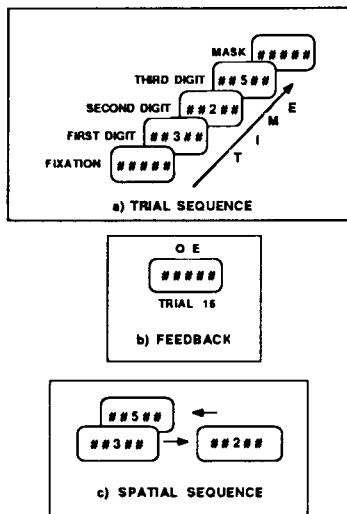 MASK # # # # #
THIRD DIGIT # # 5 # #
SECOND DIGIT # # 2 # #
FIRST DIGIT # # 3 # #
FIXATION # # # # #
T I M E
a) TRIAL SEQUENCE
O E
# # # # #
TRIAL 15
b) FEEDBACK
# # 5 # #
# # 3 # # # # 2 # #
c) SPATIAL SEQUENCE